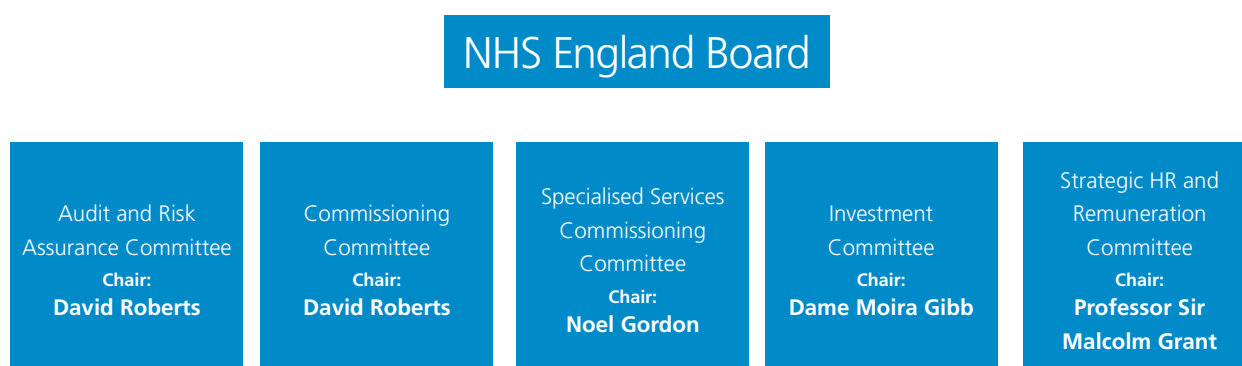 NHS England Board
Audit and Risk
Assurance Committee
Chair:
David Roberts
Commissioning
Committee
Chair:
David Roberts
Specialised Services
Commissioning
Committee
Chair:
Noel Gordon
Investment
Committee
Chair:
Dame Moira Gibb
Strategic HR and
Remuneration
Committee
Chair:
Professor Sir
Malcolm Grant